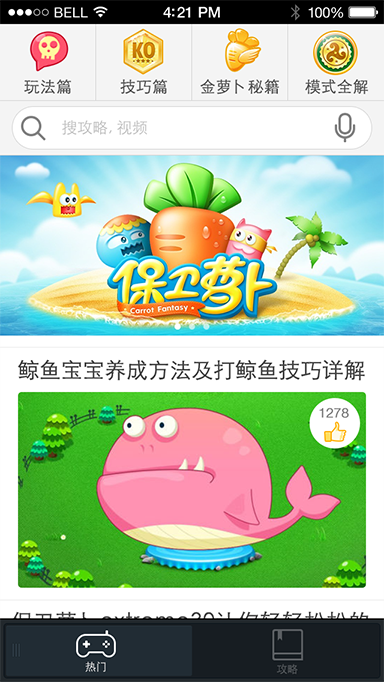 BELL 4:21 PM 100%
KO
玩法篇 技巧篇 金萝卜秘籍 模式全解
搜攻略, 视频
保卫萝卜
Carrot Fantasy
鲸鱼宝宝养成方法及打鲸鱼技巧详解
1278
保卫萝卜extreme30让你轻轻松松的
热门 攻略